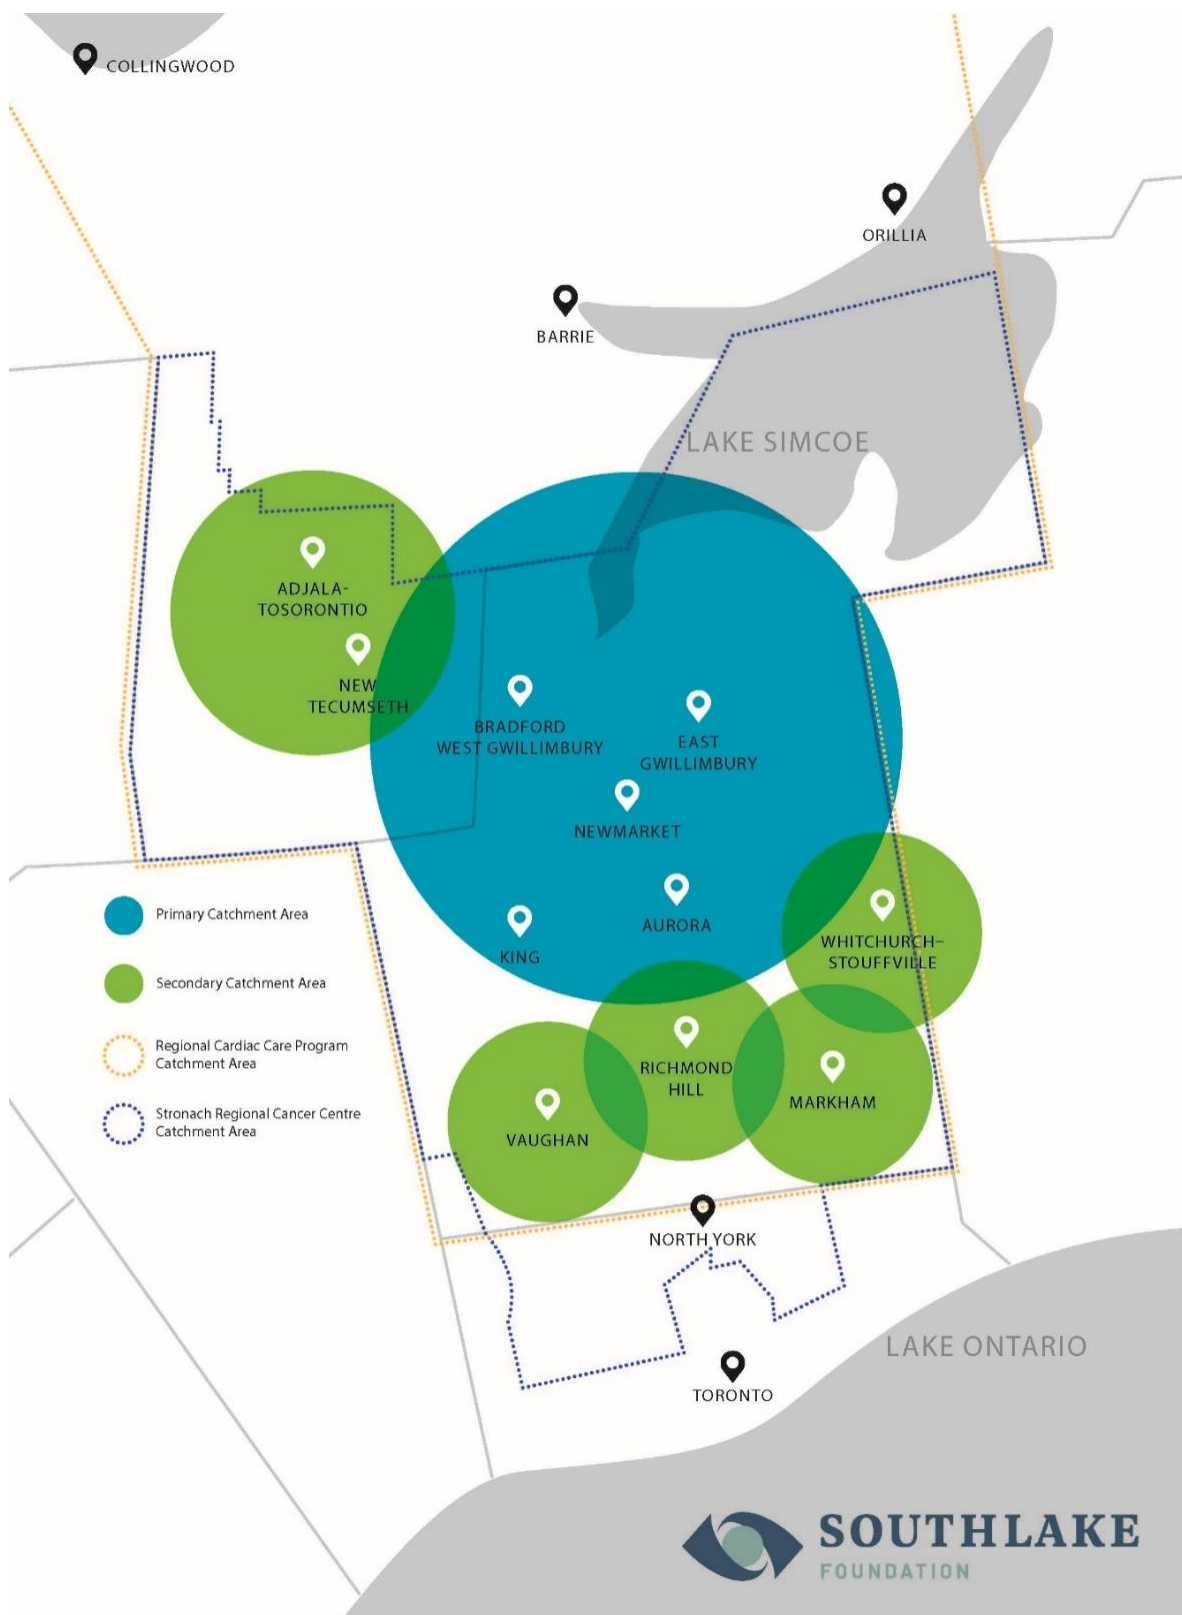 COLLINGWOOD
ORILLIA
BARRIE
LAKE SIMCOE
ADJALA-
TOSORONTIO
NEW
TECUMSETH
BRADFORD
WEST GWILLIMBURY
EAST
GWILLIMBURY
NEWMARKET
AURORA
KING
WHITCHURCH–
STOUFFVILLE
Primary Catchment Area
Secondary Catchment Area
Regional Cardiac Care Program
Catchment Area
Stronach Regional Cancer Centre
Catchment Area
RICHMOND
HILL
MARKHAM
VAUGHAN
NORTH YORK
TORONTO
LAKE ONTARIO
SOUTHLAKE
FOUNDATION